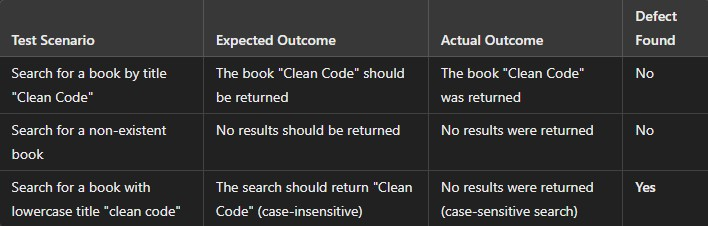 Test Scenario Expected Outcome Actual Outcome Defect Found
Search for a book by title "Clean Code" The book "Clean Code" should be returned The book "Clean Code" was returned No
Search for a non-existent book No results should be returned No results were returned No
Search for a book with lowercase title "clean code" The search should return "Clean Code" (case-insensitive) No results were returned (case-sensitive search) Yes